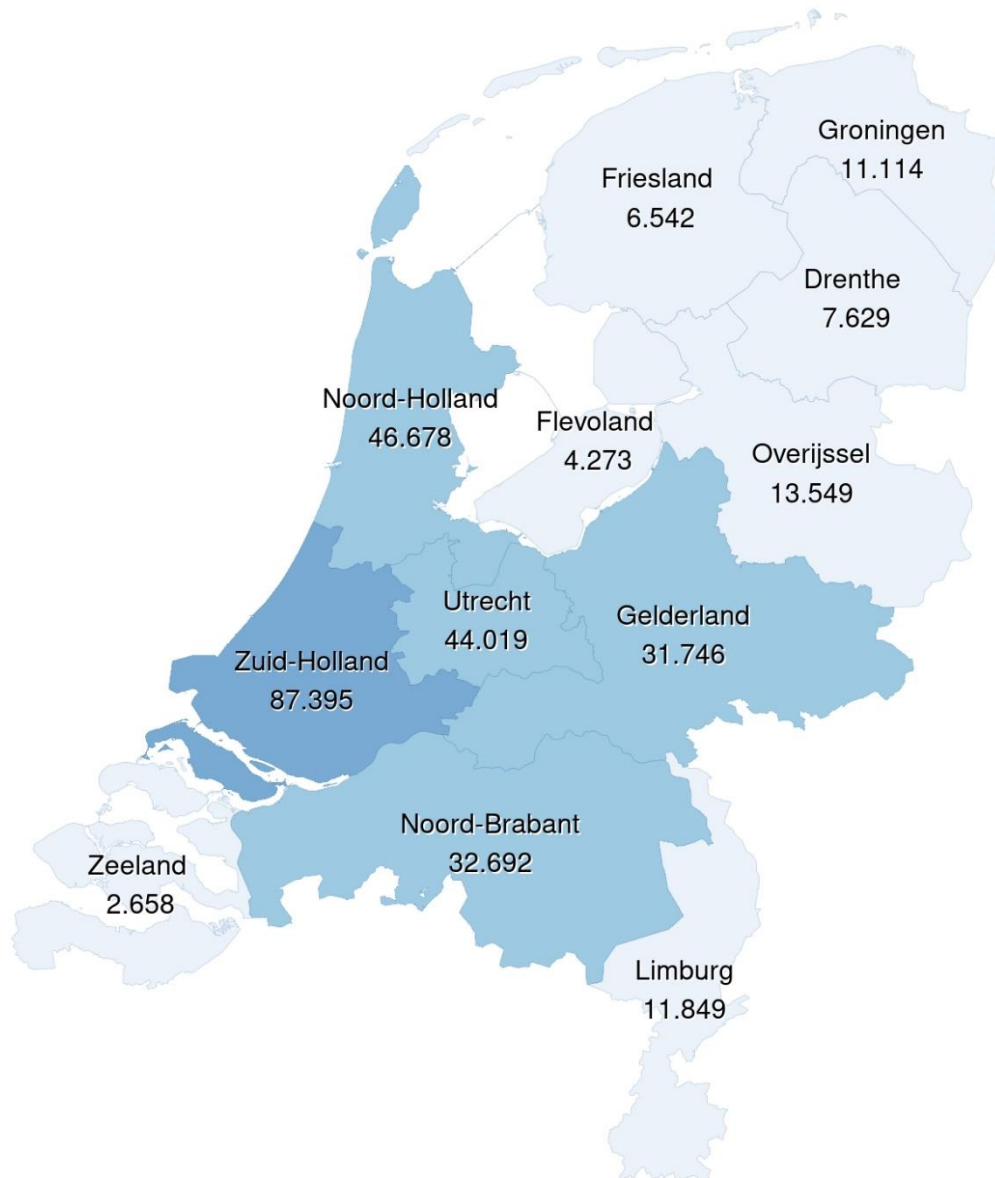 Groningen
11.114
Friesland
6.542
Drenthe
7.629
Noord-Holland
46.678
Flevoland
4.273
Overijssel
13.549
Utrecht
44.019
Gelderland
31.746
Zuid-Holland
87.395
Noord-Brabant
32.692
Zeeland
2.658
Limburg
11.849